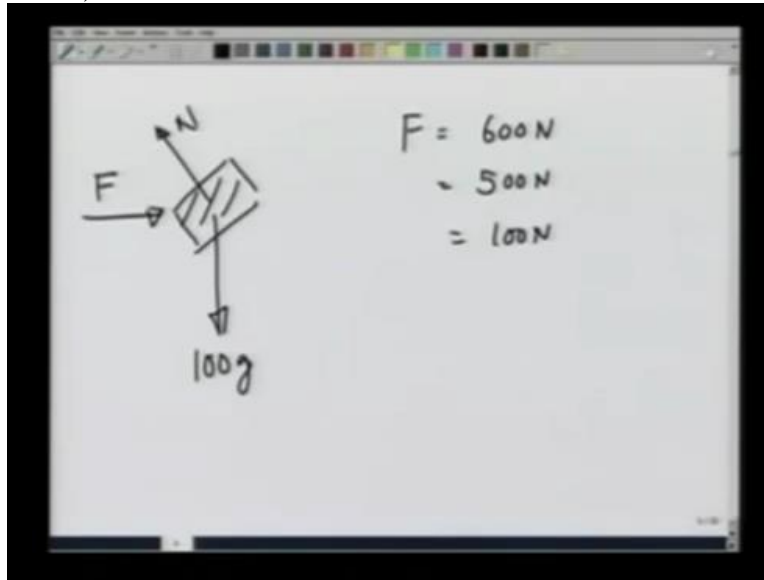 N
F
100g
F = 600N
= 500N
= 100N